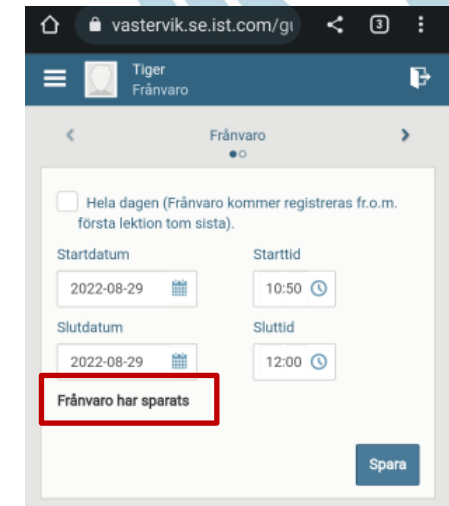 vastervik.se.ist.com/gu
3
Tiger
Frånvaro
Frånvaro
Hela dagen (Frånvaro kommer registreras fr.o.m.
första lektion tom sista).
Startdatum Starttid
2022-08-29 10:50
Slutdatum Sluttid
2022-08-29 12:00
Frånvaro har sparats
Spara